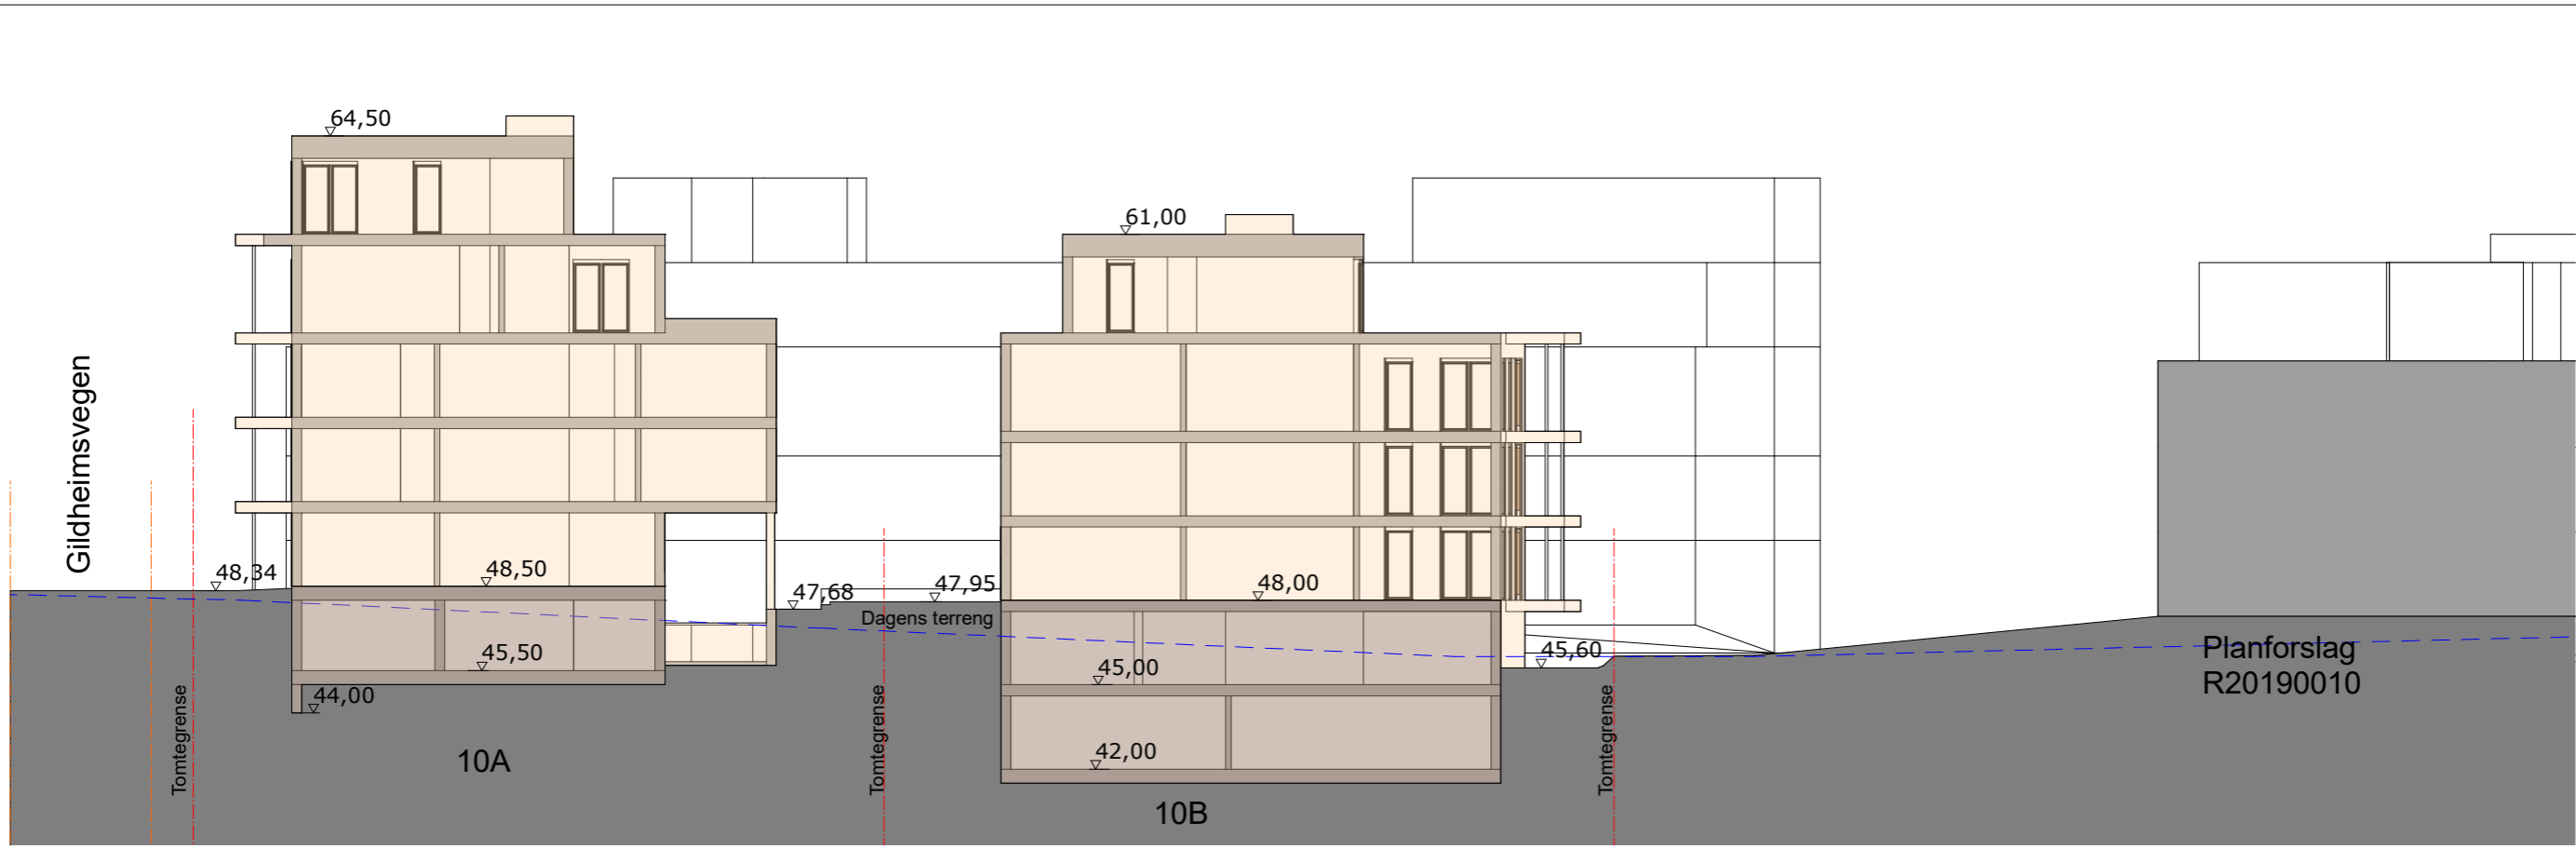 64,50
61,00
Gildheimsvegen
48,34
48,50
47,68
47,95
48,00
Dagens terreng
45,50
45,00
45,60
44,00
42,00
Tomtegrense
Tomtegrense
Tomtegrense
10A
10B
Planforslag
R20190010